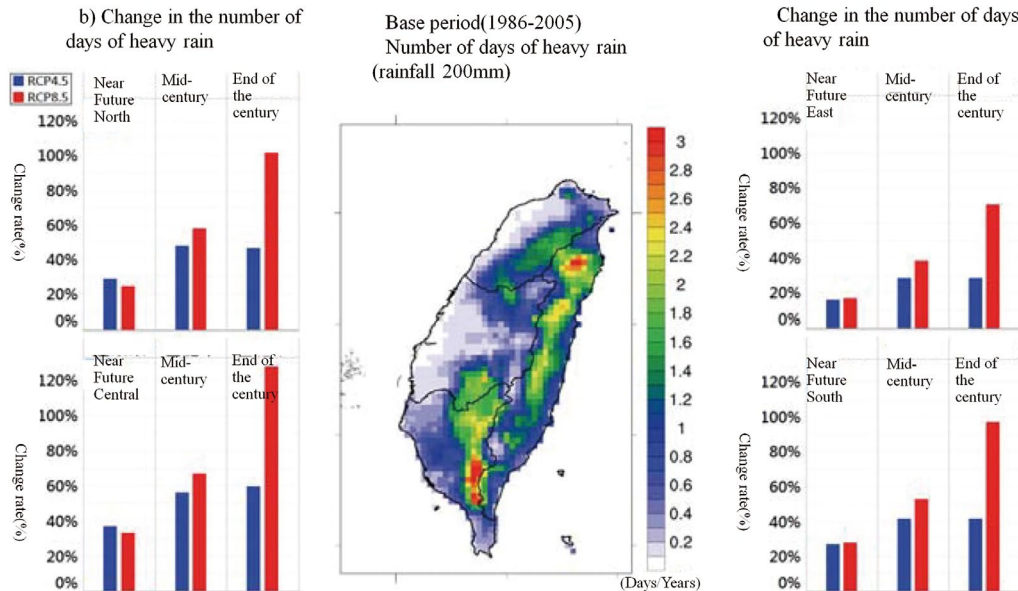 b) Change in the number of
days of heavy rain
RCP4.5
RCP8.5
Near
Future
North
Mid-
century
End of
the
century
120%
100%
80%
60%
40%
20%
0%
Change rate(%)
Near
Future
Central
Mid-
century
End of
the
century
120%
100%
80%
60%
40%
20%
0%
Change rate(%)
Base period(1986-2005)
Number of days of heavy rain
(rainfall 200mm)
3
2.8
2.6
2.4
2.2
2
1.8
1.6
1.4
1.2
1
0.8
0.6
0.4
0.2
(Days/Years)
Change in the number of days
of heavy rain
Near
Future
East
Mid-
century
End of
the
century
120%
100%
80%
60%
40%
20%
0%
Change rate(%)
Near
Future
South
Mid-
century
End of
the
century
120%
100%
80%
60%
40%
20%
0%
Change rate(%)